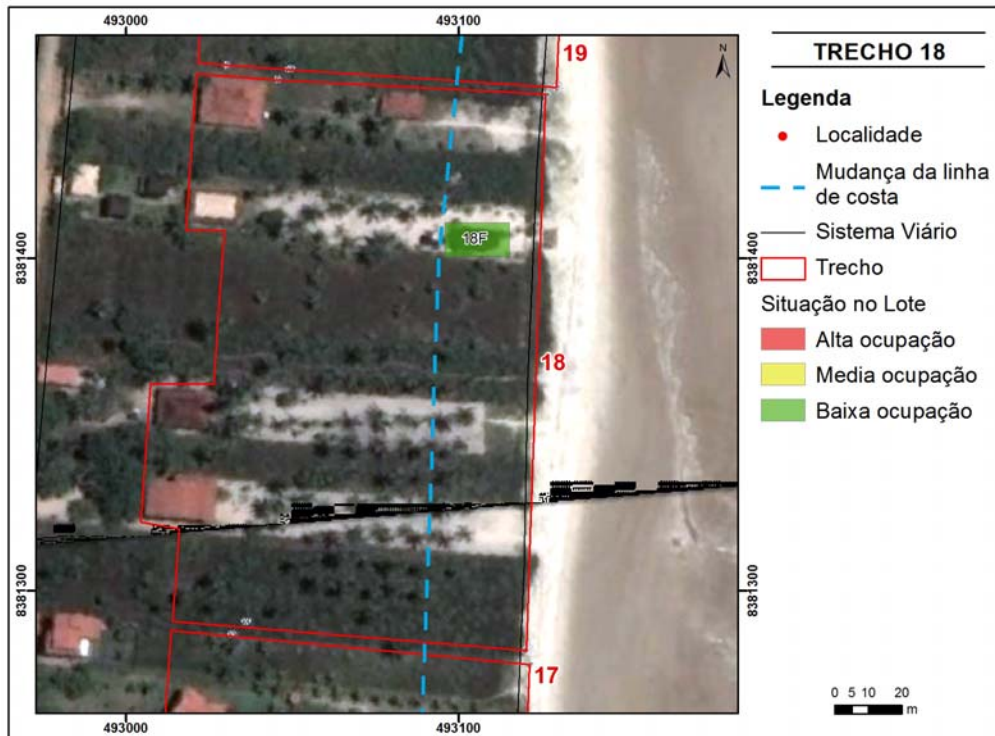 493000
493100
19
N
TRECHO 18
Legenda
Localidade
Mudança da linha
de costa
Sistema Viário
Trecho
Situação no Lote
Alta ocupação
Media ocupação
Baixa ocupação
18F
8381400
8381400
18
8381300
8381300
17
0 5 10 20
m
493000
493100